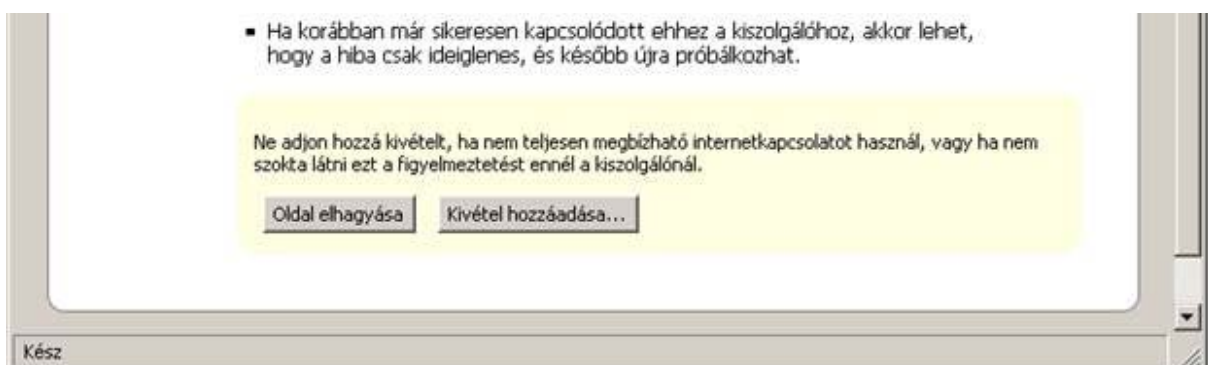 ▪ Ha korábban már sikeresen kapcsolódott ehhez a kiszolgálóhoz, akkor lehet,
hogy a hiba csak ideiglenes, és később újra próbálkozhat.
Ne adjon hozzá kivételt, ha nem teljesen megbízható internetkapcsolatot használ, vagy ha nem
szokta látni ezt a figyelmeztetést ennél a kiszolgálónál.
Oldal elhagyása Kivétel hozzáadása...
Kész